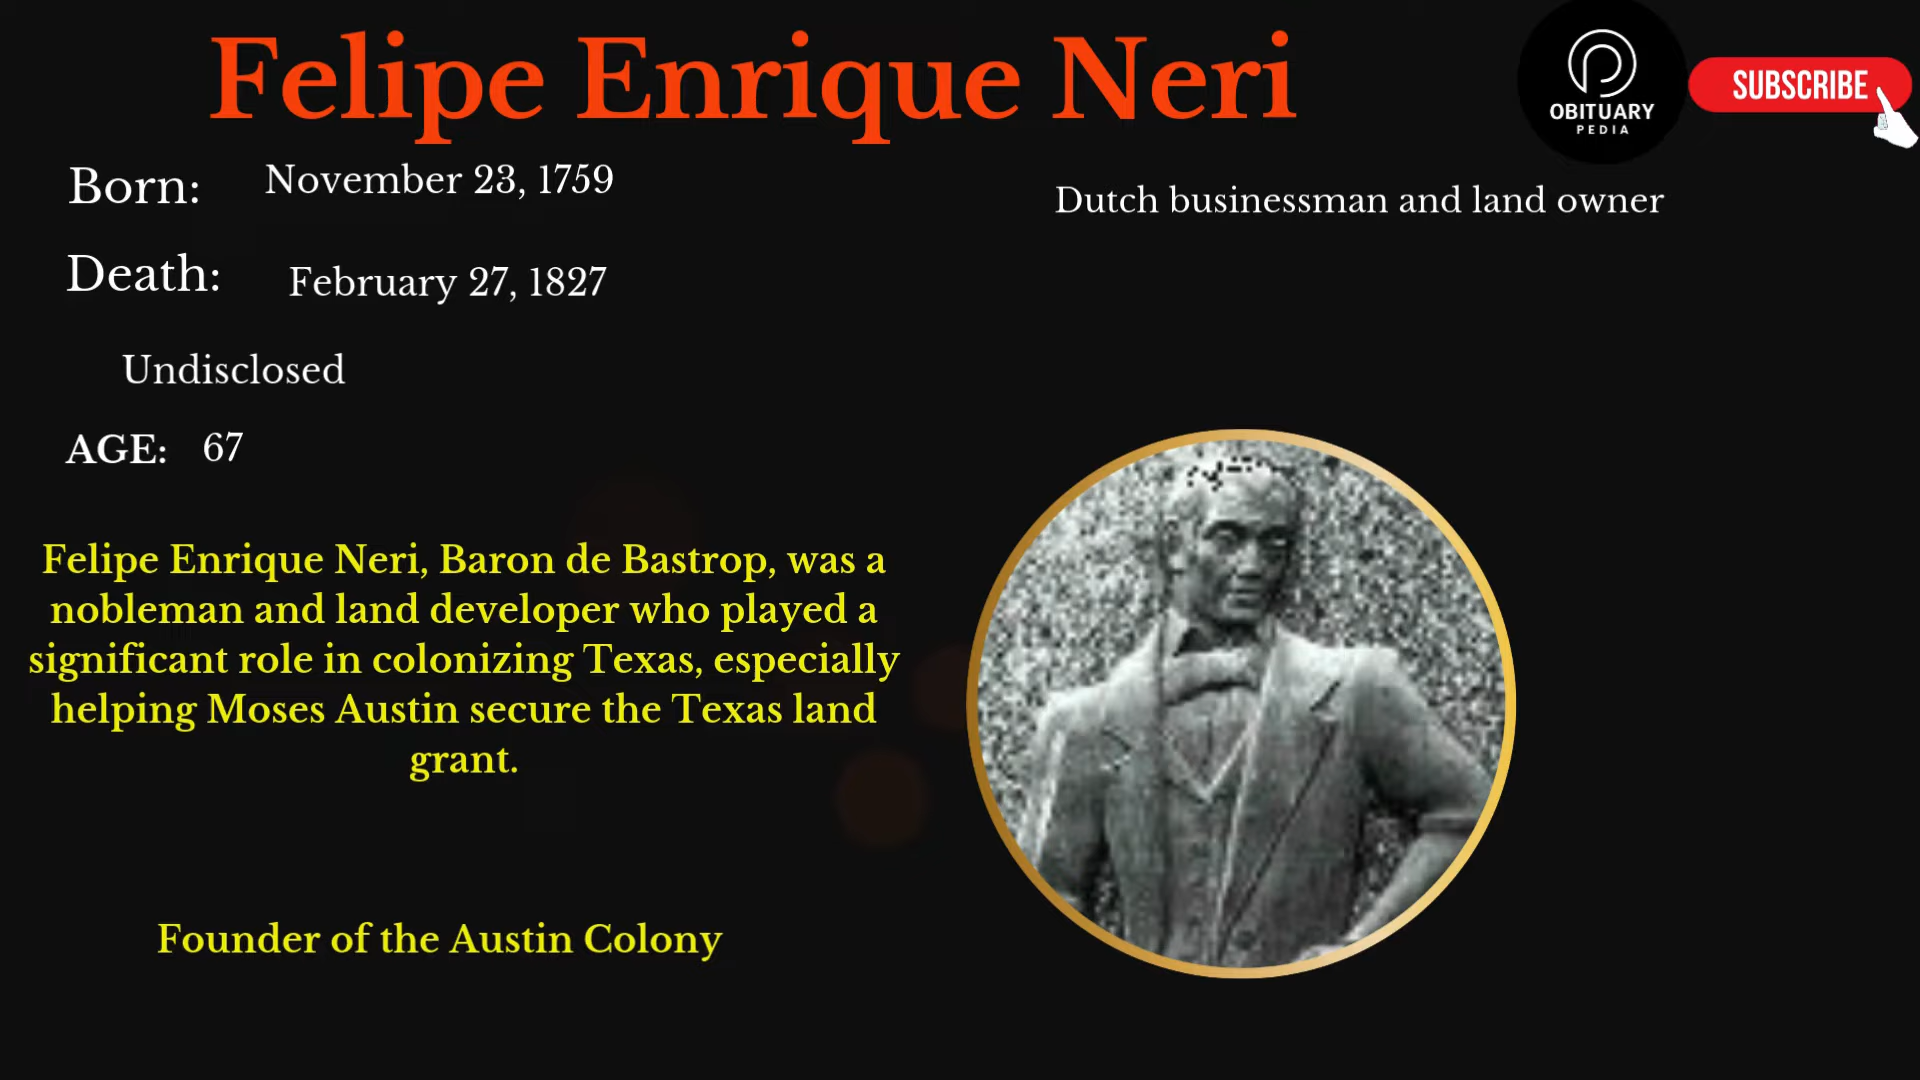 Felipe Enrique Neri
OBITUARY
PEDIA
SUBSCRIBE
Born: November 23, 1759
Dutch businessman and land owner
Death: February 27, 1827
Undisclosed
AGE: 67
Felipe Enrique Neri, Baron de Bastrop, was a
nobleman and land developer who played a
significant role in colonizing Texas, especially
helping Moses Austin secure the Texas land
grant.
Founder of the Austin Colony